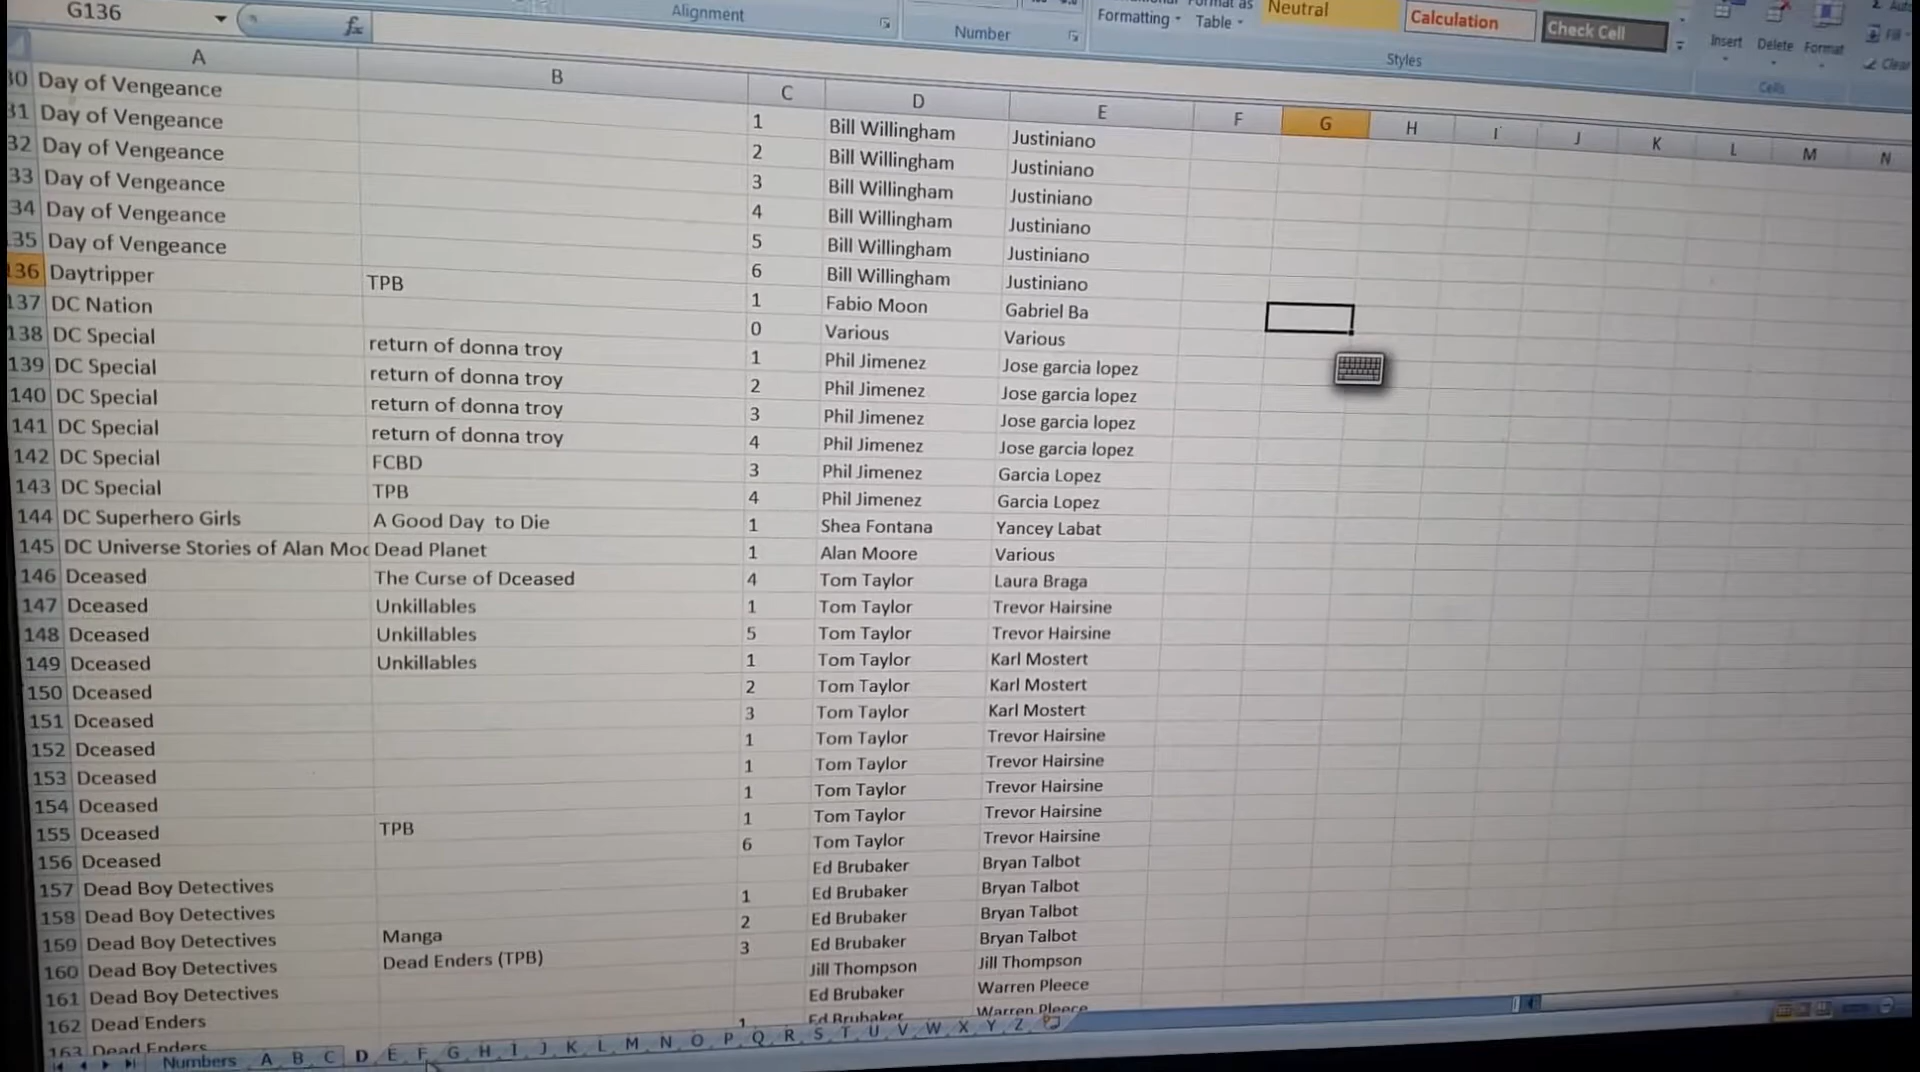 G136 fx Alignment Number Formatting Format as Table Neutral Calculation Check Cell Styles Insert Delete Format Cells Fill Clear
A B C D E F G H I J K L M N
30 Day of Vengeance 1 Bill Willingham Justiniano
31 Day of Vengeance 2 Bill Willingham Justiniano
32 Day of Vengeance 3 Bill Willingham Justiniano
33 Day of Vengeance 4 Bill Willingham Justiniano
34 Day of Vengeance 5 Bill Willingham Justiniano
135 Day of Vengeance 6 Bill Willingham Justiniano
136 Daytripper TPB 1 Fabio Moon Gabriel Ba
137 DC Nation 0 Various Various
138 DC Special return of donna troy 1 Phil Jimenez Jose garcia lopez
139 DC Special return of donna troy 2 Phil Jimenez Jose garcia lopez
140 DC Special return of donna troy 3 Phil Jimenez Jose garcia lopez
141 DC Special return of donna troy 4 Phil Jimenez Jose garcia lopez
142 DC Special FCBD 3 Phil Jimenez Garcia Lopez
143 DC Special TPB 4 Phil Jimenez Garcia Lopez
144 DC Superhero Girls A Good Day to Die 1 Shea Fontana Yancey Labat
145 DC Universe Stories of Alan Moo Dead Planet 1 Alan Moore Various
146 Dceased The Curse of Dceased 4 Tom Taylor Laura Braga
147 Dceased Unkillables 1 Tom Taylor Trevor Hairsine
148 Dceased Unkillables 5 Tom Taylor Trevor Hairsine
149 Dceased Unkillables 1 Tom Taylor Karl Mostert
150 Dceased 2 Tom Taylor Karl Mostert
151 Dceased 3 Tom Taylor Karl Mostert
152 Dceased 1 Tom Taylor Trevor Hairsine
153 Dceased 1 Tom Taylor Trevor Hairsine
154 Dceased 1 Tom Taylor Trevor Hairsine
155 Dceased TPB 1 Tom Taylor Trevor Hairsine
156 Dceased 6 Tom Taylor Trevor Hairsine
157 Dead Boy Detectives Ed Brubaker Bryan Talbot
158 Dead Boy Detectives 1 Ed Brubaker Bryan Talbot
159 Dead Boy Detectives Manga 2 Ed Brubaker Bryan Talbot
160 Dead Boy Detectives Dead Enders (TPB) 3 Ed Brubaker Bryan Talbot
161 Dead Boy Detectives Jill Thompson Jill Thompson
162 Dead Enders Ed Brubaker Warren Pleece
163 Dead Enders 1 Ed Brubaker Warren Pleece
Numbers A B C D E F G H I J K L M N O P Q R S T U V W X Y Z